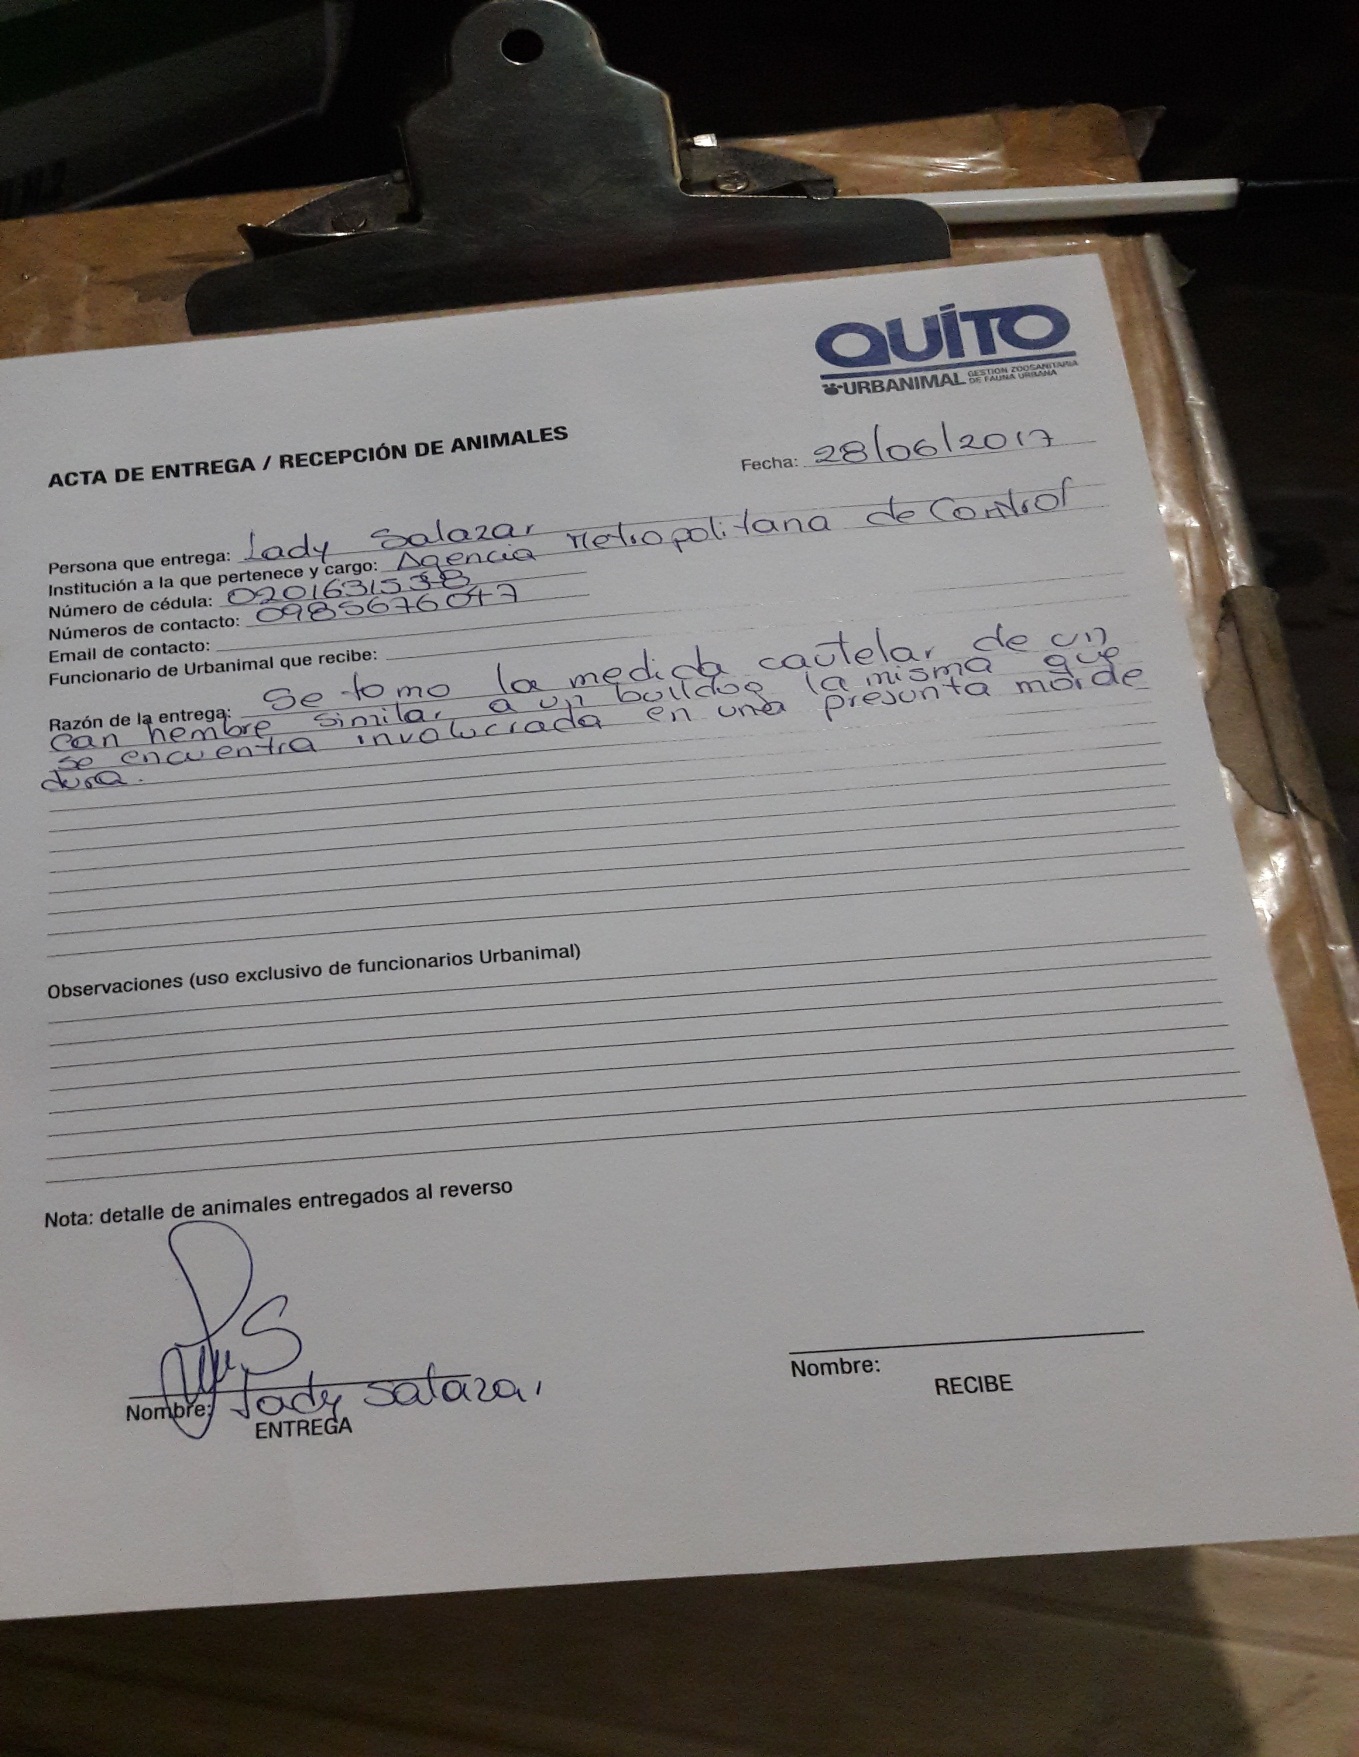 QUITO
URBANIMAL GESTION ZOOSANITARIA
DE FAUNA URBANA
ACTA DE ENTREGA / RECEPCIÓN DE ANIMALES
Fecha: 28/06/2017
Persona que entrega: Lady Salazar
Institución a la que pertenece y cargo: Agencia Metropolitana de Control
Número de cédula:
Números de contacto: 0985676047
Email de contacto:
Funcionario de Urbanimal que recibe:
Razón de la entrega: Se tomo la medida cautelar de un
can hembre similar a un bulldog la misma que
se encuentra involucrada en una presunta morde
dura.
Observaciones (uso exclusivo de funcionarios Urbanimal)
Nota: detalle de animales entregados al reverso
Nombre: Lady Salazar
ENTREGA
Nombre:
RECIBE